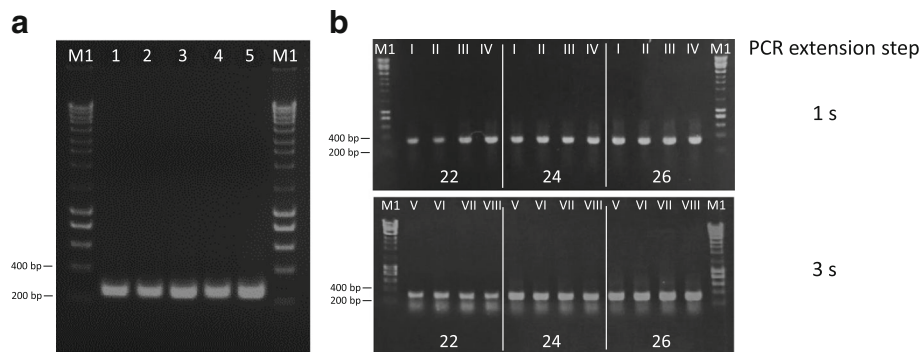 a
M1 1 2 3 4 5 M1
400 bp
200 bp
b
M1 I II III IV I II III IV I II III IV M1
400 bp
200 bp
22 24 26
M1 V VI VII VIII V VI VII VIII V VI VII VIII M1
400 bp
200 bp
22 24 26
PCR extension step
1 s
3 s